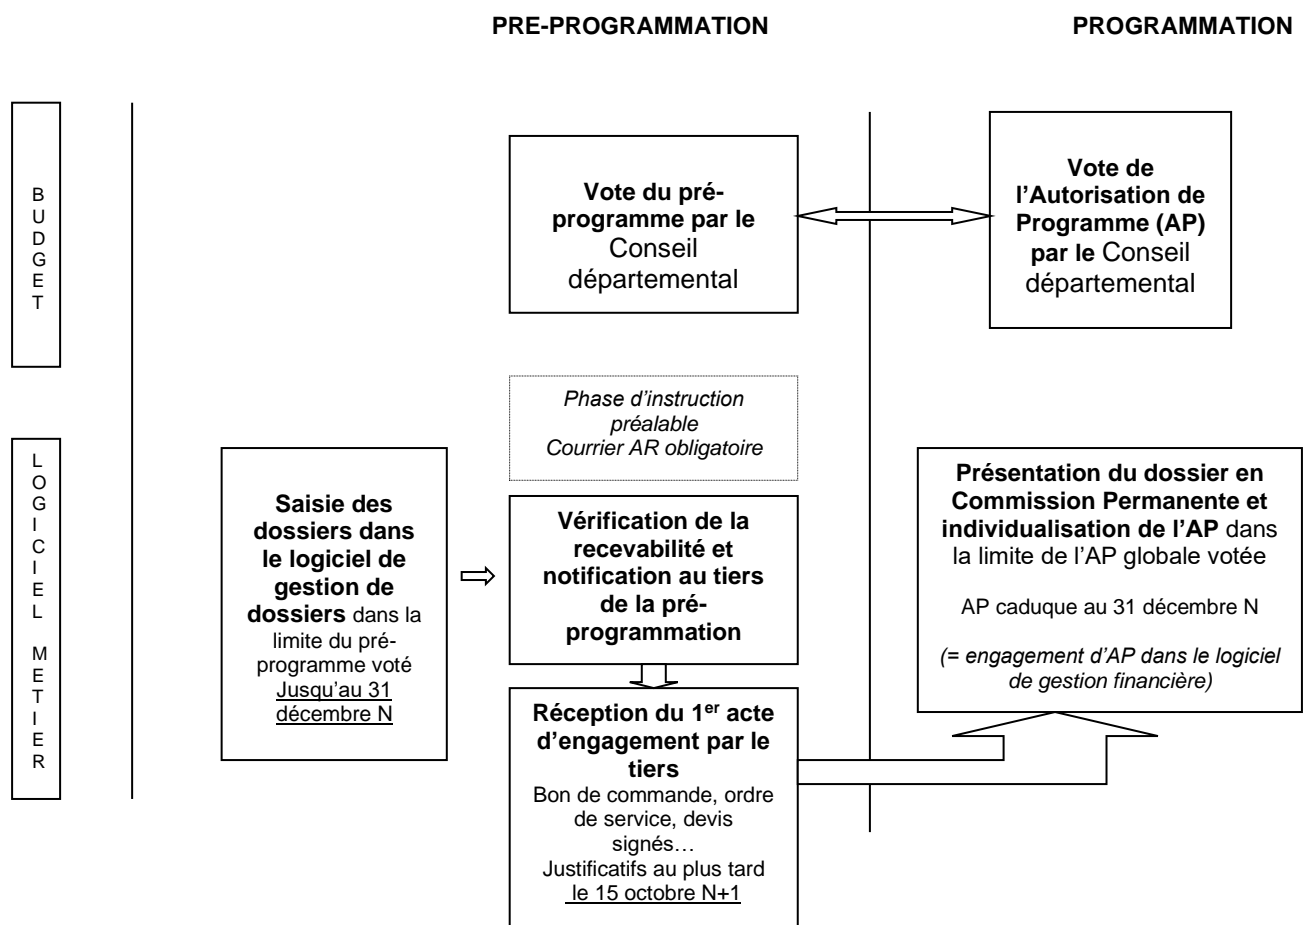 PRE-PROGRAMMATION
PROGRAMMATION
BUDGET
Vote du pré-
programme par le
Conseil
départemental
Vote de
l'Autorisation de
Programme (AP)
par le Conseil
départemental
Phase d'instruction
préalable
Courrier AR obligatoire
LOGICIEL METIER
Saisie des
dossiers dans
le logiciel de
gestion de
dossiers dans la
limite du pré-
programme voté
Jusqu'au 31
décembre N
Vérification de la
recevabilité et
notification au tiers
de la pré-
programmation
Réception du 1er acte
d'engagement par le
tiers
Bon de commande, ordre
de service, devis
signés…
Justificatifs au plus tard
le 15 octobre N+1
Présentation du dossier en
Commission Permanente et
individualisation de l'AP dans
la limite de l'AP globale votée
AP caduque au 31 décembre N
(= engagement d'AP dans le logiciel
de gestion financière)